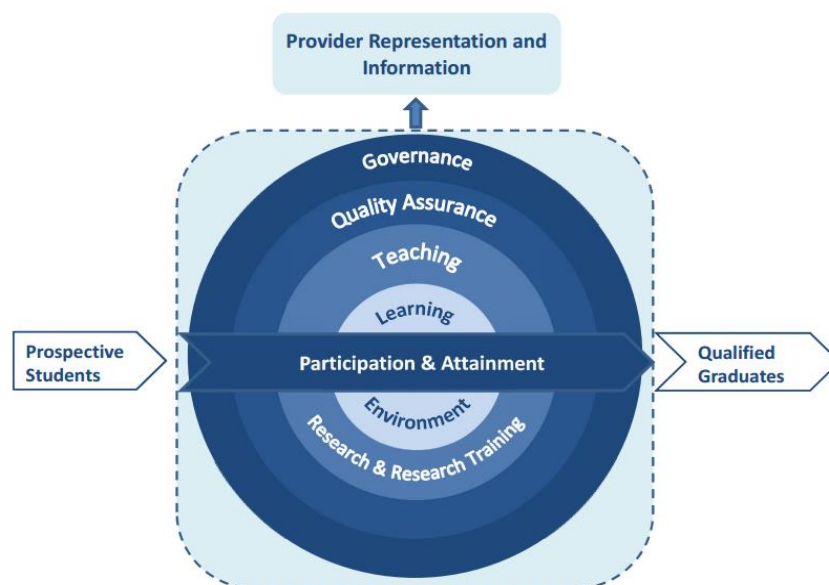 Provider Representation and
Information
Governance
Quality Assurance
Teaching
Learning
Prospective
Students
Participation & Attainment
Qualified
Graduates
Environment
Research & Research Training